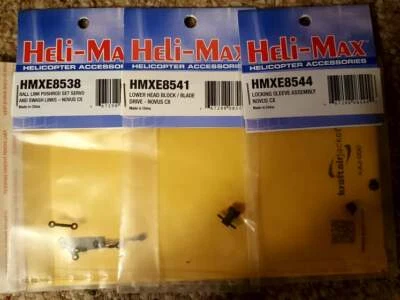 HELI-MAX
HELICOPTER ACCESSORIES
HMXE8538
BALL LINK PUSHROD SET SERVO
AND SWASH LINKS - NOVUS CX
Made in China
HELI-MAX
HELICOPTER ACCESSORIES
HMXE8541
LOWER HEAD BLOCK / BLADE
DRIVE - NOVUS CX
Made in China
HELI-MAX®
HELICOPTER ACCESSORIES
HMXE8544
LOCKING SLEEVE ASSEMBLY
NOVUS CX
Made in China
kraftairjacket